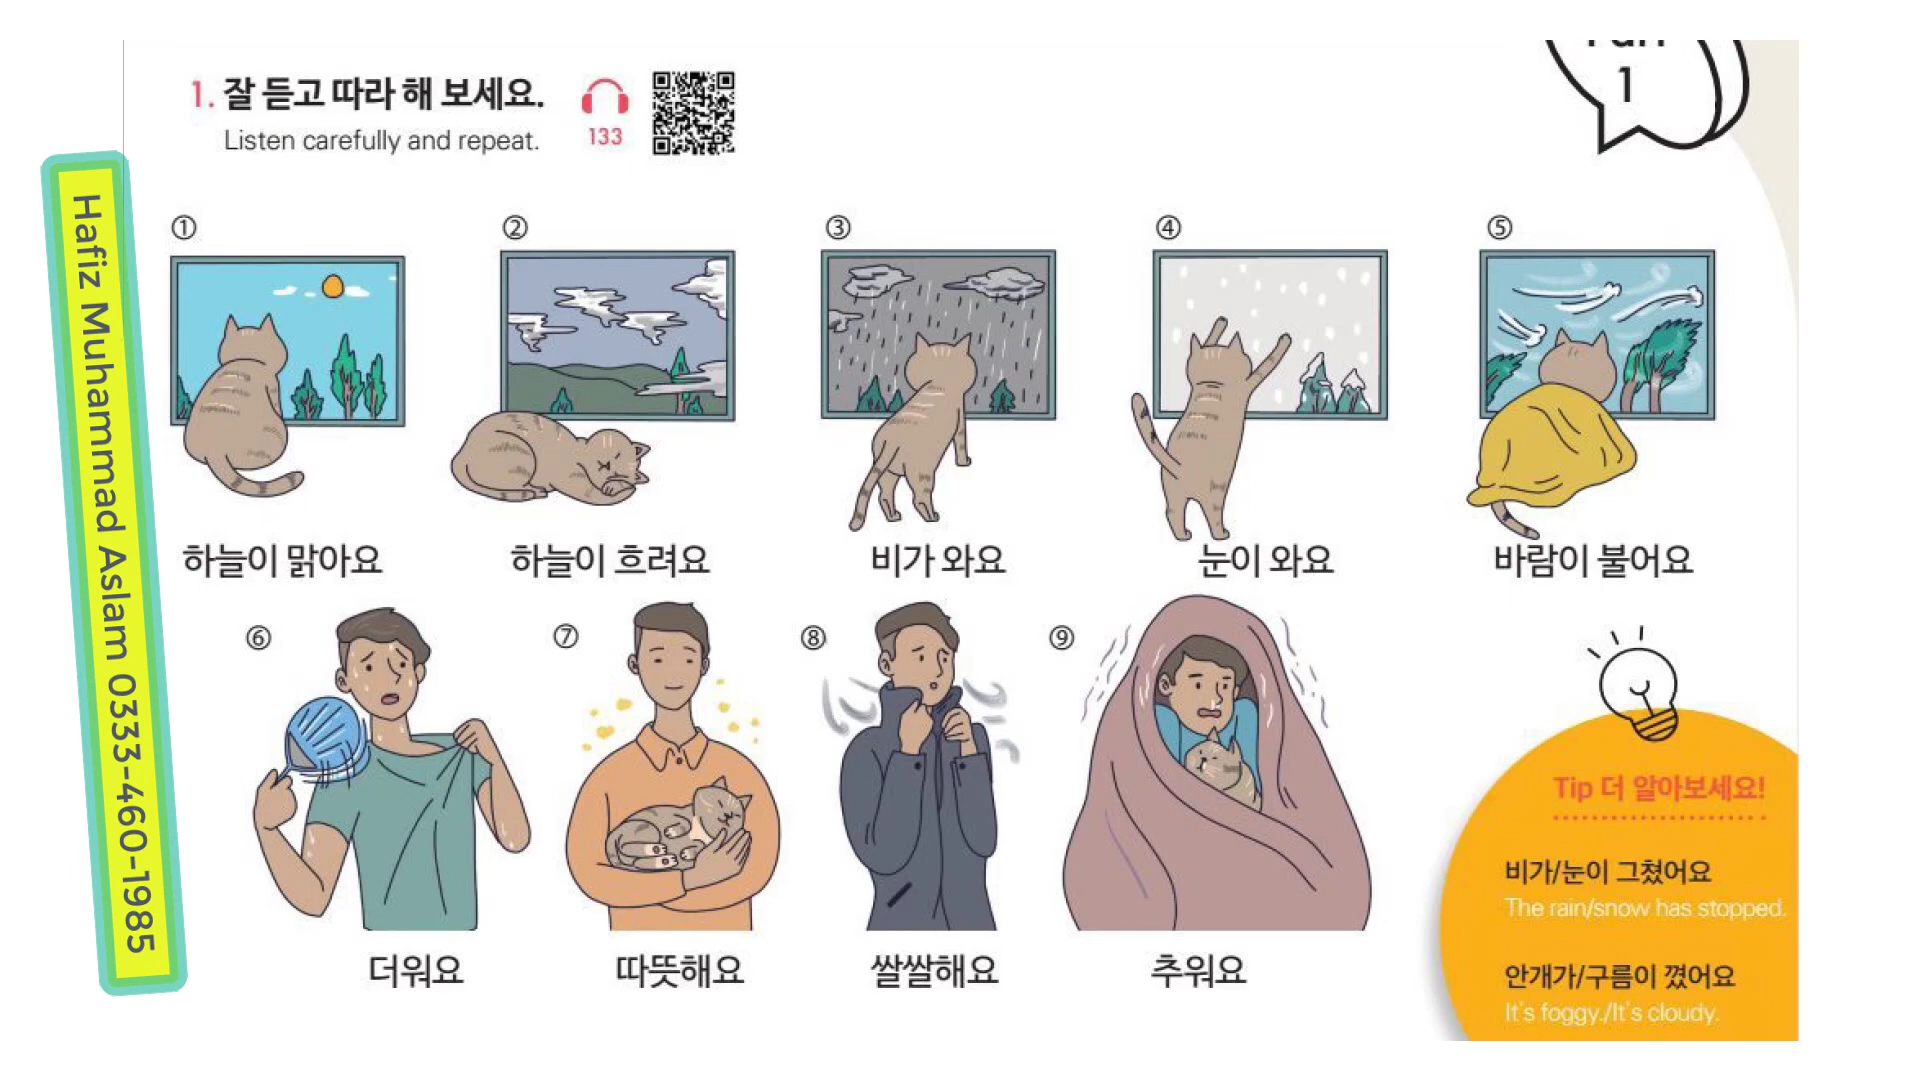 1. 잘 듣고 따라 해 보세요.
Listen carefully and repeat.
133
1
Hafiz Muhammad Aslam 0333-460-1985
①
②
③
④
⑤
하늘이 맑아요
하늘이 흐려요
비가 와요
눈이 와요
바람이 불어요
⑥
⑦
⑧
⑨
더워요
따뜻해요
쌀쌀해요
추워요
Tip 더 알아보세요!
비가/눈이 그쳤어요
The rain/snow has stopped.
안개가/구름이 꼈어요
It's foggy./It's cloudy.